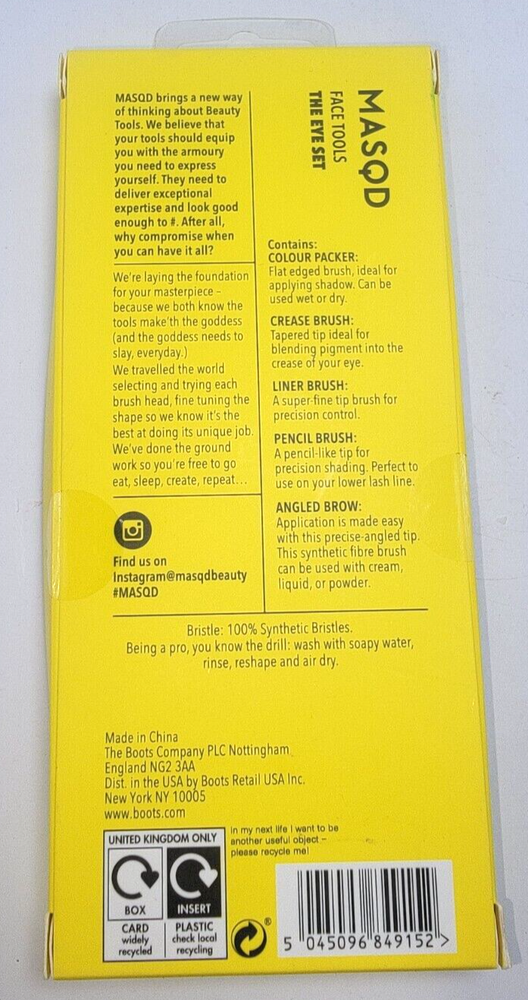 MASQD brings a new way
of thinking about Beauty
Tools. We believe that
your tools should equip
you with the armoury
you need to express
yourself. They need to
deliver exceptional
expertise and look good
enough to #. After all,
why compromise when
you can have it all?
We're laying the foundation
for your masterpiece –
because we both know the
tools make'th the goddess
(and the goddess needs to
slay, everyday.)
We travelled the world
selecting and trying each
brush head, fine tuning the
shape so we know it's the
best at doing its unique job.
We've done the ground
work so you're free to go
eat, sleep, create, repeat...
Find us on
Instagram@masqdbeauty
#MASQD
MASQD
FACE TOOLS
THE EYE SET
Contains:
COLOUR PACKER:
Flat edged brush, ideal for
applying shadow. Can be
used wet or dry.
CREASE BRUSH:
Tapered tip ideal for
blending pigment into the
crease of your eye.
LINER BRUSH:
A super-fine tip brush for
precision control.
PENCIL BRUSH:
A pencil-like tip for
precision shading. Perfect to
use on your lower lash line.
ANGLED BROW:
Application is made easy
with this precise-angled tip.
This synthetic fibre brush
can be used with cream,
liquid, or powder.
Bristle: 100% Synthetic Bristles.
Being a pro, you know the drill: wash with soapy water,
rinse, reshape and air dry.
Made in China
The Boots Company PLC Nottingham
England NG2 3AA
Dist. in the USA by Boots Retail USA Inc.
New York NY 10005
www.boots.com
UNITED KINGDOM ONLY
BOX
INSERT
CARD
widely
recycled
PLASTIC
check local
recycling
In my next life I want to be
another useful object –
please recycle me!
®
5 045096 849152 >